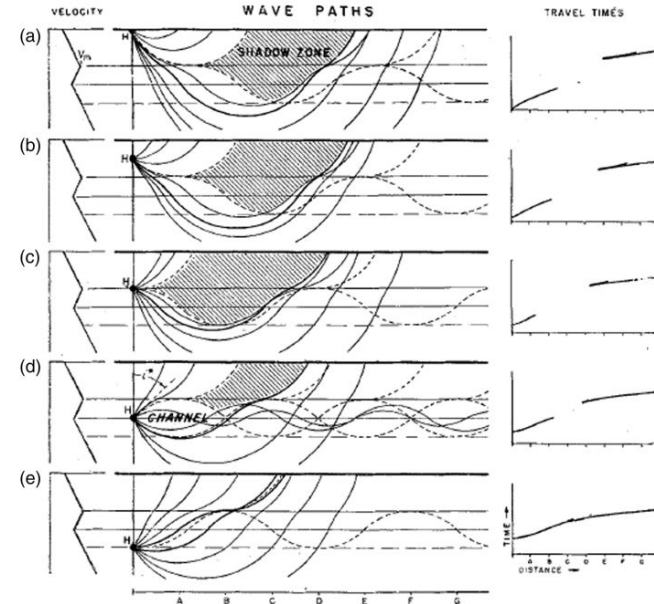 VELOCITY WAVE PATHS TRAVEL TIMES
(a)
H
SHADOW ZONE
(b)
H
(c)
H
(d)
i*
H
CHANNEL
(e)
H
TIME
A B C D E F G
DISTANCE
A B C D E F G